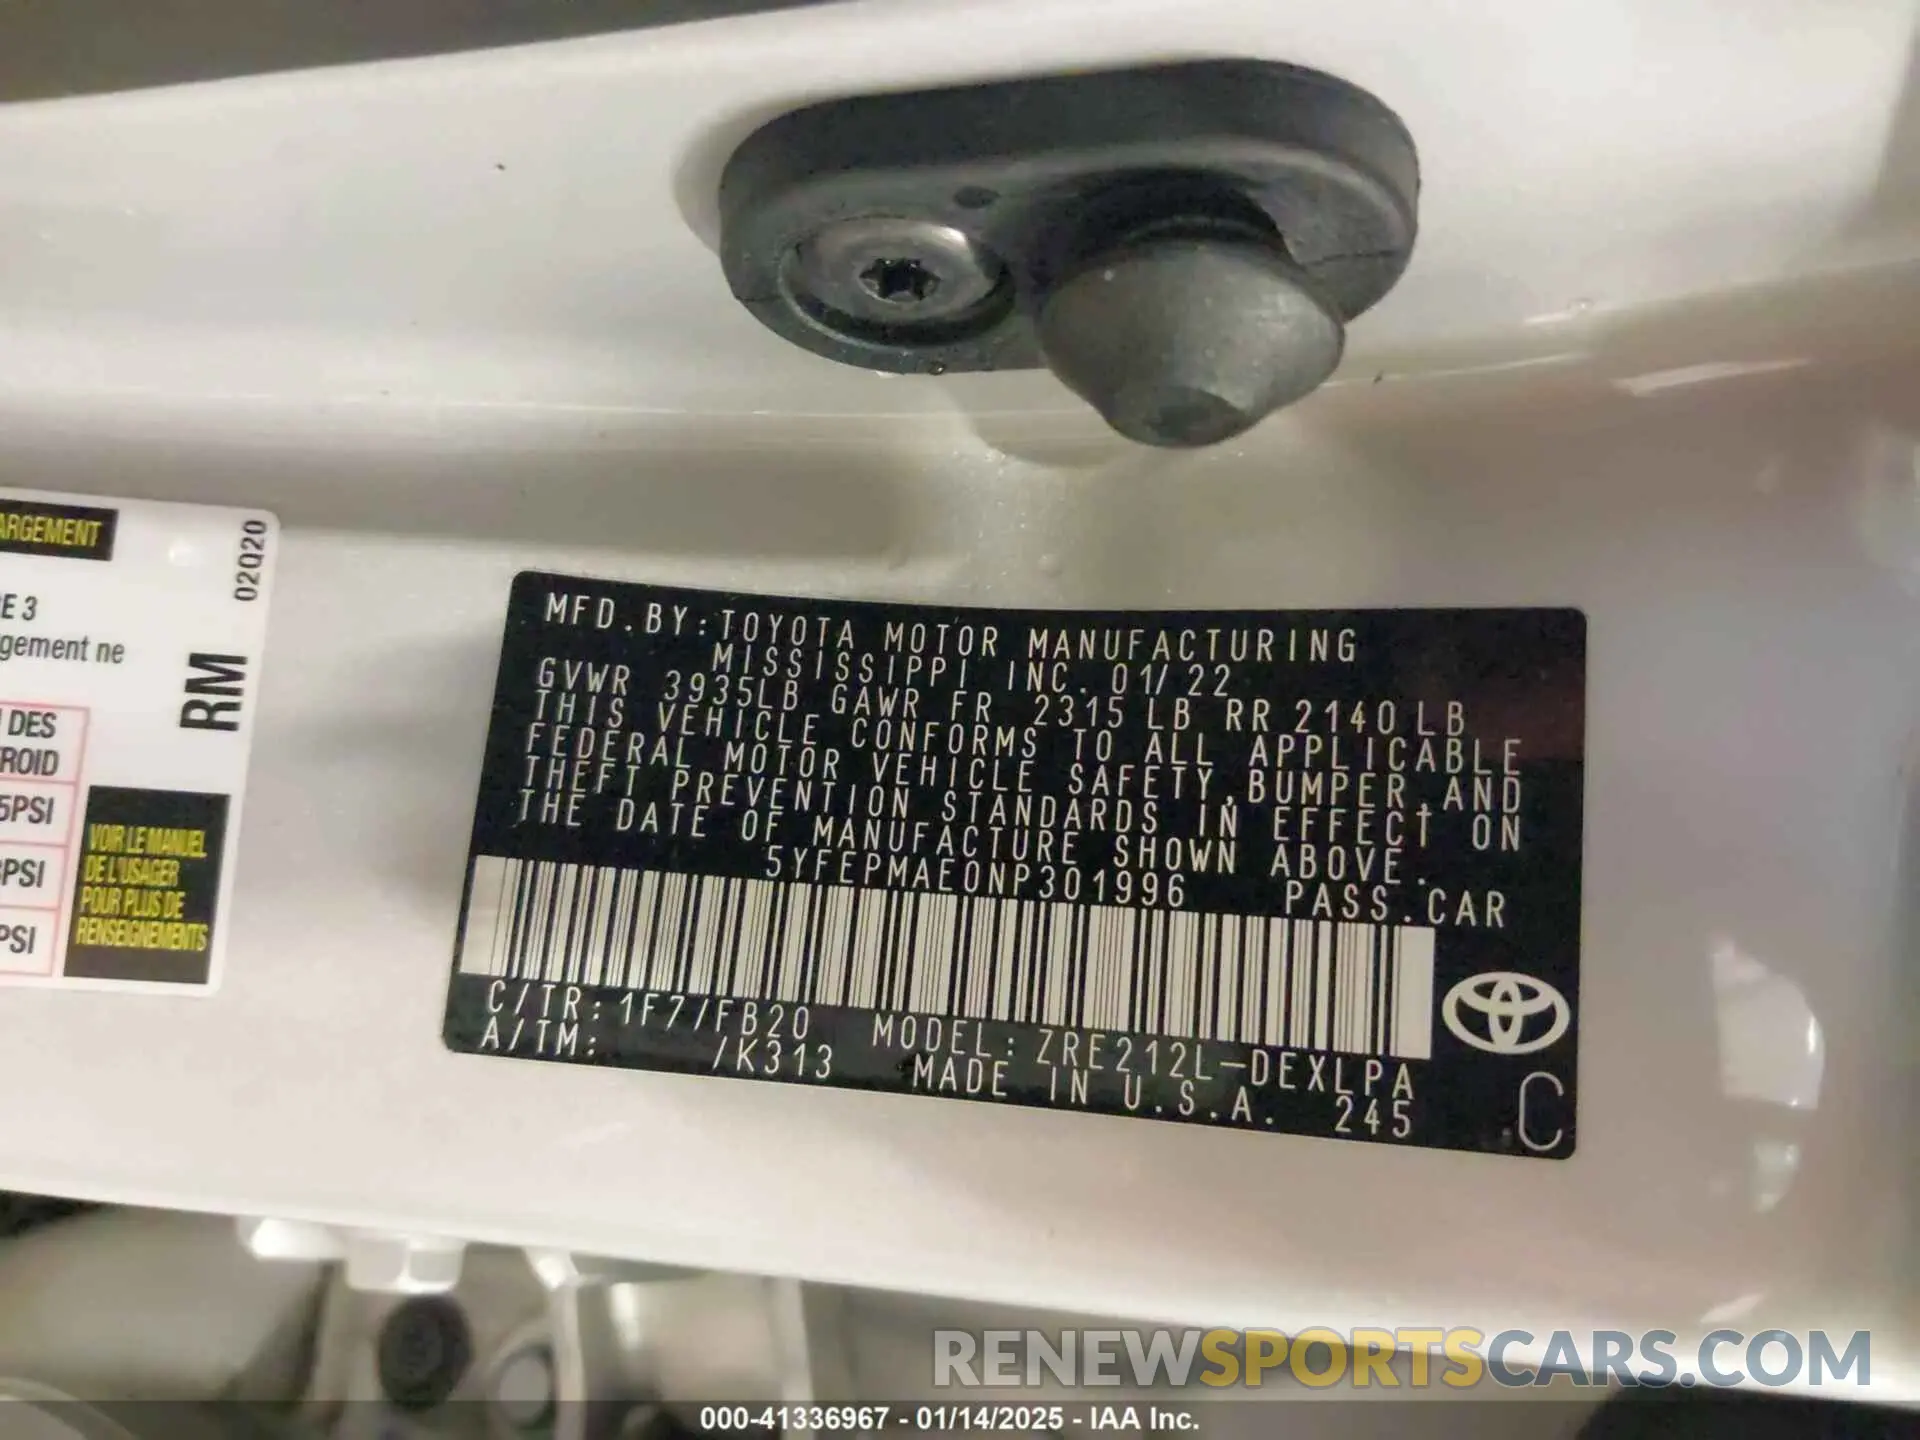 ARGEMENT
02Q20
RE 3
rgement ne
RM
DES
ROID
5PSI
PSI
PSI
VOIR LE MANUEL
DE L'USAGER
POUR PLUS DE
RENSEIGNEMENTS
MFD.BY:TOYOTA MOTOR MANUFACTURING
MISSISSIPPI INC. 01/22
GVWR 3935LB GAWR FR 2315LB RR 2140LB
THIS VEHICLE CONFORMS TO ALL APPLICABLE
FEDERAL MOTOR VEHICLE SAFETY,BUMPER,AND
THEFT PREVENTION STANDARDS IN EFFECT ON
THE DATE OF MANUFACTURE SHOWN ABOVE.
5YFEPMAE0NP301996 PASS.CAR
C/TR:1F7/FB20 MODEL:ZRE212L-DEXLPA
A/TM: /K313 MADE IN U.S.A. 245
C
RENEWSPORTSCARS.COM
000-41336967 - 01/14/2025 - IAA Inc.